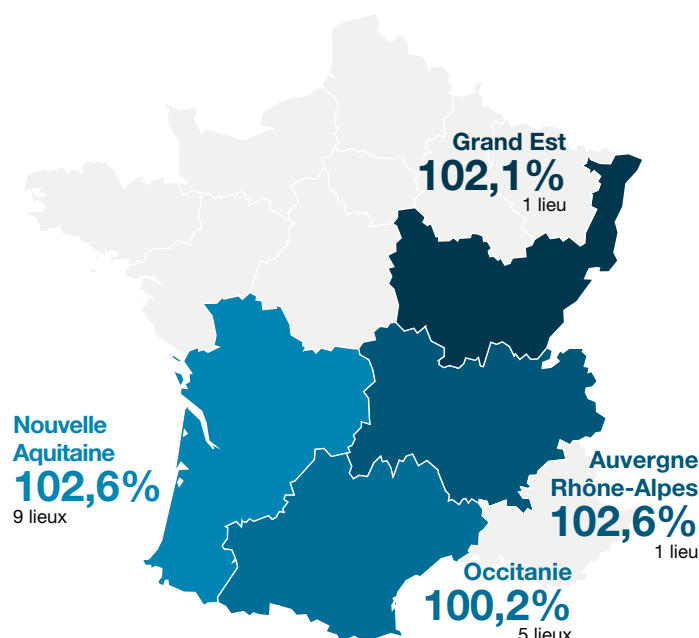 Grand Est
102,1%
1 lieu
Nouvelle
Aquitaine
102,6%
9 lieux
Auvergne
Rhône-Alpes
102,6%
1 lieu
Occitanie
100,2%
5 lieux